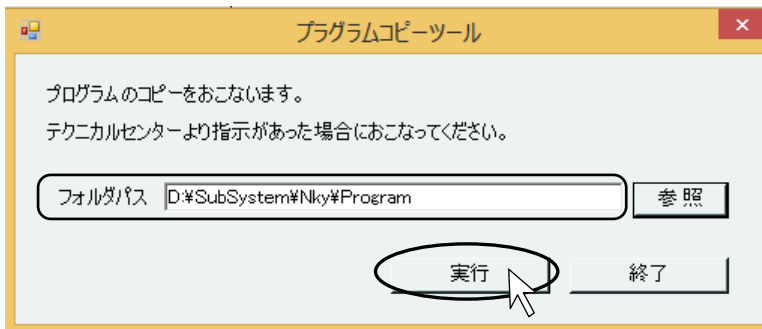 プラグラムコピーツール
プログラムのコピーをおこないます。
テクニカルセンターより指示があった場合におこなってください。
フォルダパス D:¥SubSystem¥Nky¥Program 参照
実行 終了